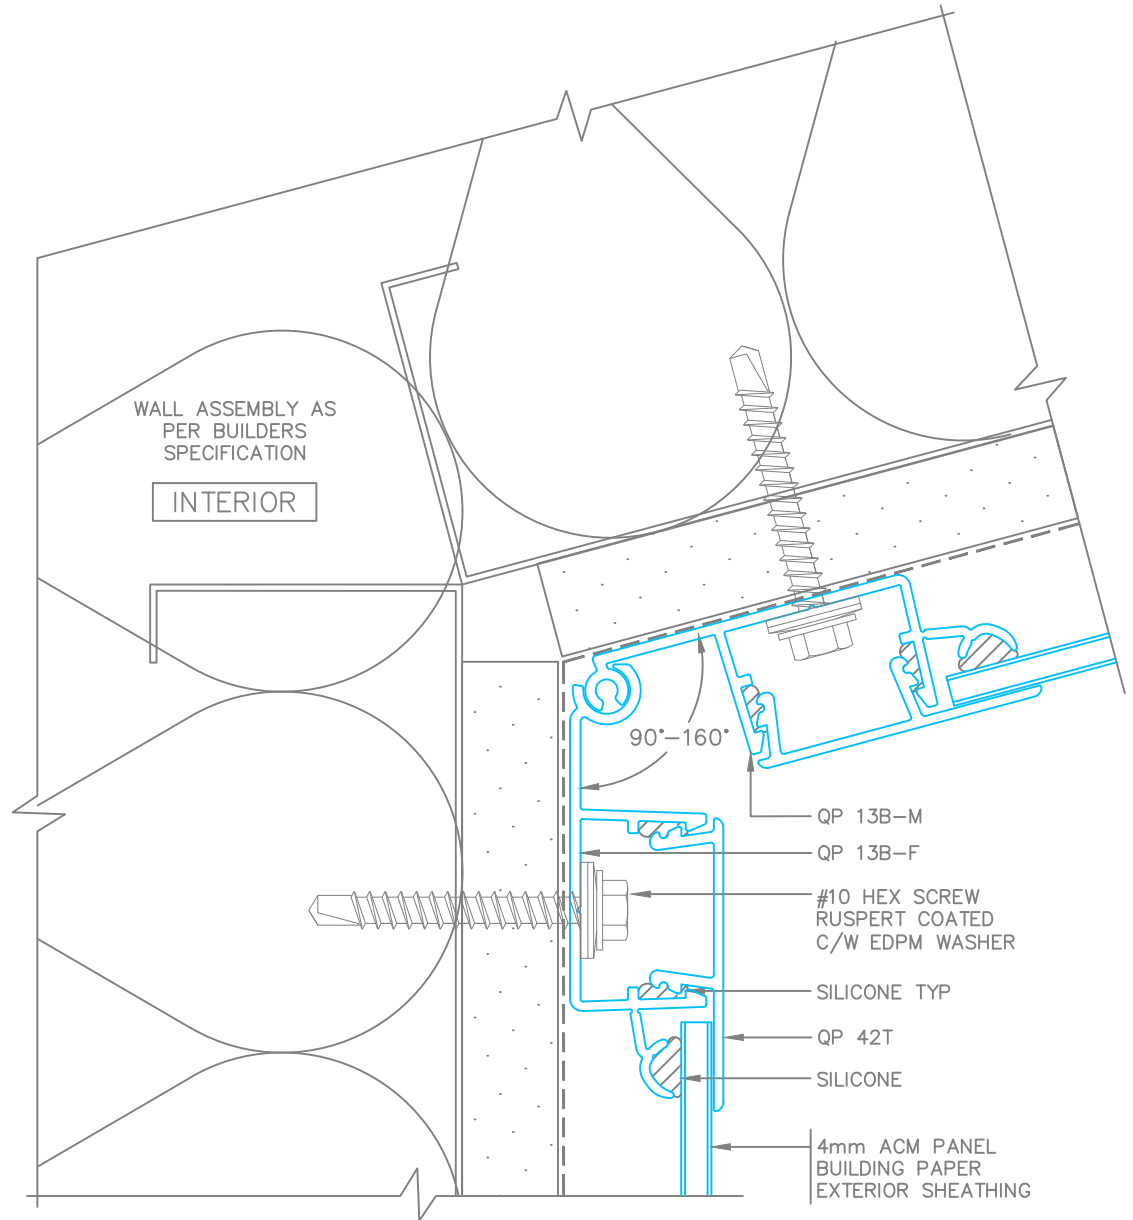 WALL ASSEMBLY AS
PER BUILDERS
SPECIFICATION
INTERIOR
90°-160°
QP 13B-M
QP 13B-F
#10 HEX SCREW
RUSPERT COATED
C/W EDPM WASHER
SILICONE TYP
QP 42T
SILICONE
4mm ACM PANEL
BUILDING PAPER
EXTERIOR SHEATHING